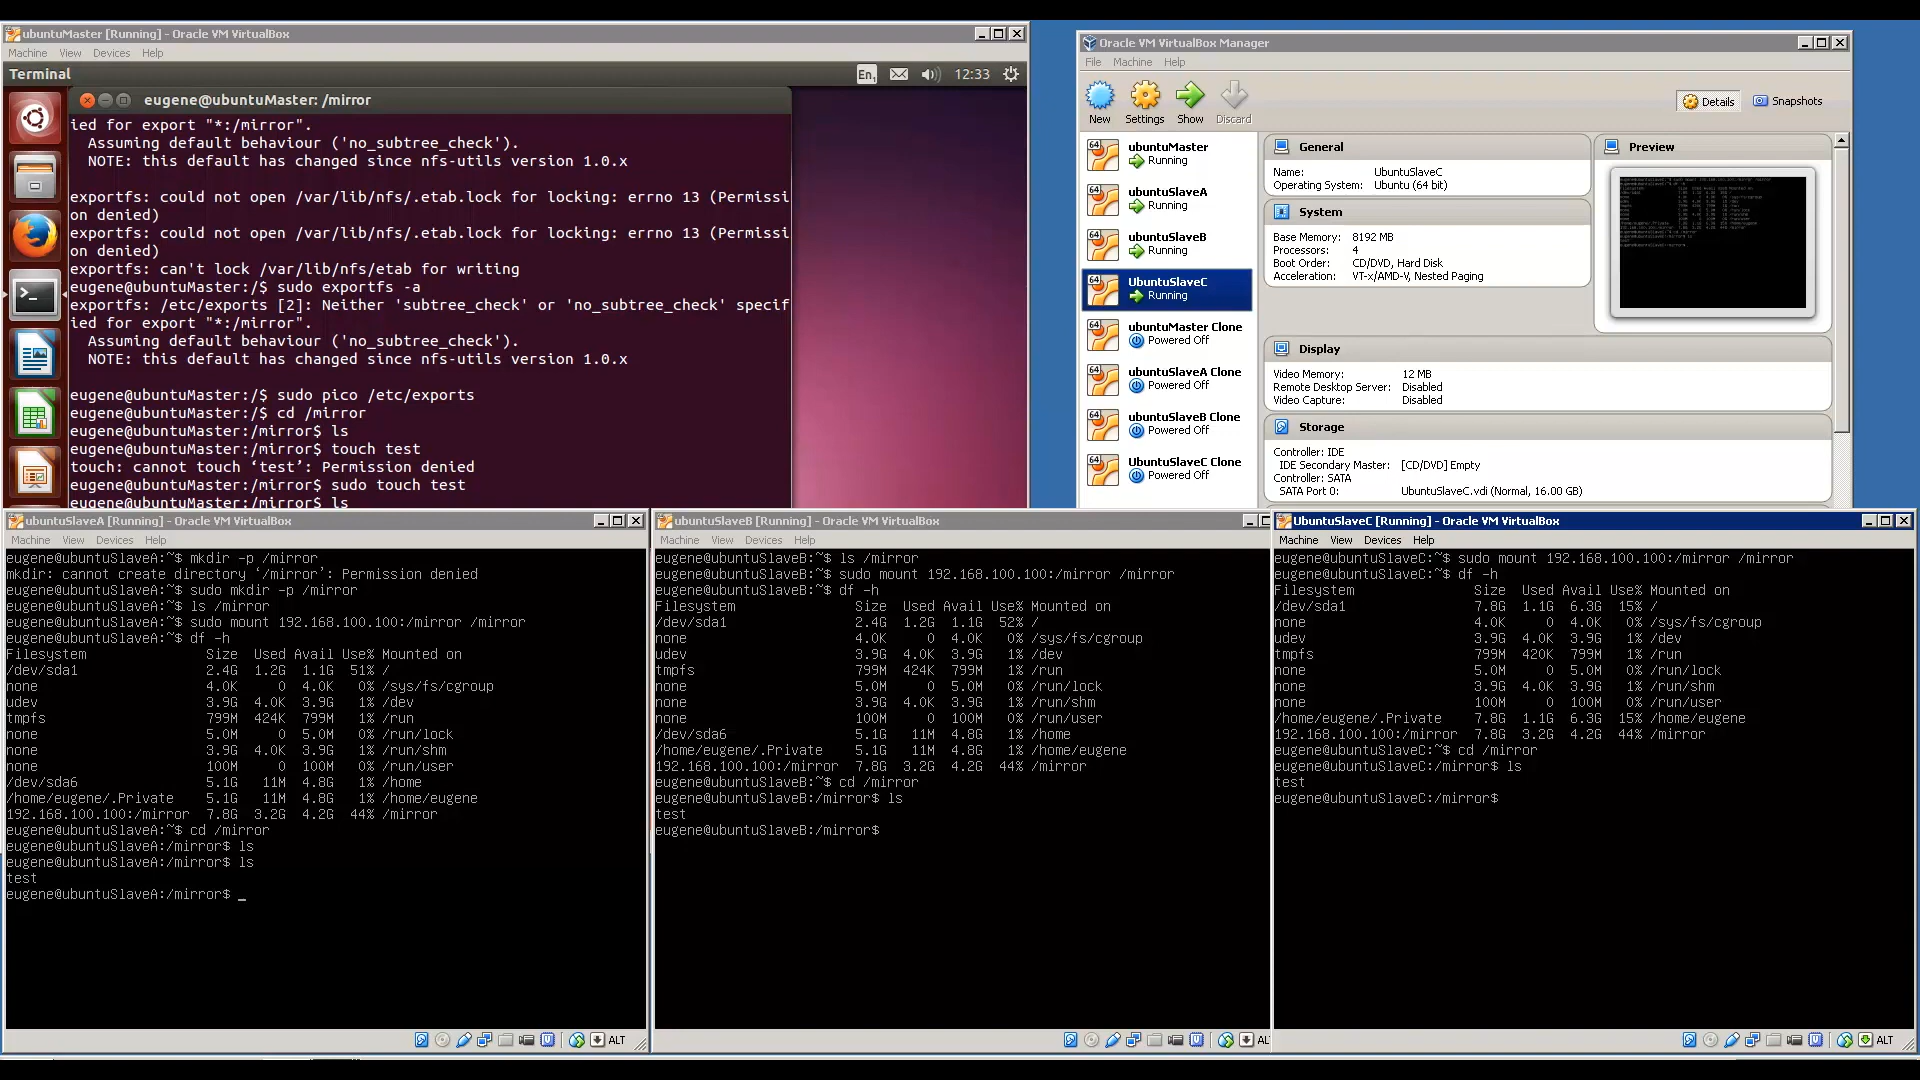 ubuntuMaster [Running] - Oracle VM VirtualBox
Machine View Devices Help
Terminal
En1
12:33
eugene@ubuntuMaster: /mirror
ied for export "*:/mirror".
Assuming default behaviour ('no_subtree_check').
NOTE: this default has changed since nfs-utils version 1.0.x
exportfs: could not open /var/lib/nfs/.etab.lock for locking: errno 13 (Permissi
on denied)
exportfs: could not open /var/lib/nfs/.etab.lock for locking: errno 13 (Permissi
on denied)
exportfs: can't lock /var/lib/nfs/etab for writing
eugene@ubuntuMaster:/$ sudo exportfs -a
exportfs: /etc/exports [2]: Neither 'subtree_check' or 'no_subtree_check' specif
ied for export "*:/mirror".
Assuming default behaviour ('no_subtree_check').
NOTE: this default has changed since nfs-utils version 1.0.x
eugene@ubuntuMaster:/$ sudo pico /etc/exports
eugene@ubuntuMaster:/$ cd /mirror
eugene@ubuntuMaster:/mirror$ ls
eugene@ubuntuMaster:/mirror$ touch test
touch: cannot touch ‘test’: Permission denied
eugene@ubuntuMaster:/mirror$ sudo touch test
eugene@ubuntuMaster:/mirror$ ls
Oracle VM VirtualBox Manager
File Machine Help
New Settings Show Discard
Details Snapshots
64 ubuntuMaster
Running
64 ubuntuSlaveA
Running
64 ubuntuSlaveB
Running
64 UbuntuSlaveC
Running
64 ubuntuMaster Clone
Powered Off
64 ubuntuSlaveA Clone
Powered Off
64 ubuntuSlaveB Clone
Powered Off
64 UbuntuSlaveC Clone
Powered Off
General
Name: UbuntuSlaveC
Operating System: Ubuntu (64 bit)
System
Base Memory: 8192 MB
Processors: 4
Boot Order: CD/DVD, Hard Disk
Acceleration: VT-x/AMD-V, Nested Paging
Preview
Display
Video Memory: 12 MB
Remote Desktop Server: Disabled
Video Capture: Disabled
Storage
Controller: IDE
IDE Secondary Master: [CD/DVD] Empty
Controller: SATA
SATA Port 0: UbuntuSlaveC.vdi (Normal, 16.00 GB)
ubuntuSlaveA [Running] - Oracle VM VirtualBox
Machine View Devices Help
eugene@ubuntuSlaveA:~$ mkdir -p /mirror
mkdir: cannot create directory ‘/mirror’: Permission denied
eugene@ubuntuSlaveA:~$ sudo mkdir -p /mirror
eugene@ubuntuSlaveA:~$ ls /mirror
eugene@ubuntuSlaveA:~$ sudo mount 192.168.100.100:/mirror /mirror
eugene@ubuntuSlaveA:~$ df -h
Filesystem Size Used Avail Use% Mounted on
/dev/sda1 2.4G 1.2G 1.1G 51% /
none 4.0K 0 4.0K 0% /sys/fs/cgroup
udev 3.9G 4.0K 3.9G 1% /dev
tmpfs 799M 424K 799M 1% /run
none 5.0M 0 5.0M 0% /run/lock
none 3.9G 4.0K 3.9G 1% /run/shm
none 100M 0 100M 0% /run/user
/dev/sda6 5.1G 11M 4.8G 1% /home
/home/eugene/.Private 5.1G 11M 4.8G 1% /home/eugene
192.168.100.100:/mirror 7.8G 3.2G 4.2G 44% /mirror
eugene@ubuntuSlaveA:~$ cd /mirror
eugene@ubuntuSlaveA:/mirror$ ls
eugene@ubuntuSlaveA:/mirror$ ls
test
eugene@ubuntuSlaveA:/mirror$ _
ALT
ubuntuSlaveB [Running] - Oracle VM VirtualBox
Machine View Devices Help
eugene@ubuntuSlaveB:~$ ls /mirror
eugene@ubuntuSlaveB:~$ sudo mount 192.168.100.100:/mirror /mirror
eugene@ubuntuSlaveB:~$ df -h
Filesystem Size Used Avail Use% Mounted on
/dev/sda1 2.4G 1.2G 1.1G 52% /
none 4.0K 0 4.0K 0% /sys/fs/cgroup
udev 3.9G 4.0K 3.9G 1% /dev
tmpfs 799M 424K 799M 1% /run
none 5.0M 0 5.0M 0% /run/lock
none 3.9G 4.0K 3.9G 1% /run/shm
none 100M 0 100M 0% /run/user
/dev/sda6 5.1G 11M 4.8G 1% /home
/home/eugene/.Private 5.1G 11M 4.8G 1% /home/eugene
192.168.100.100:/mirror 7.8G 3.2G 4.2G 44% /mirror
eugene@ubuntuSlaveB:~$ cd /mirror
eugene@ubuntuSlaveB:/mirror$ ls
test
eugene@ubuntuSlaveB:/mirror$
AL
UbuntuSlaveC [Running] - Oracle VM VirtualBox
Machine View Devices Help
eugene@ubuntuSlaveC:~$ sudo mount 192.168.100.100:/mirror /mirror
eugene@ubuntuSlaveC:~$ df -h
Filesystem Size Used Avail Use% Mounted on
/dev/sda1 7.8G 1.1G 6.3G 15% /
none 4.0K 0 4.0K 0% /sys/fs/cgroup
udev 3.9G 4.0K 3.9G 1% /dev
tmpfs 799M 420K 799M 1% /run
none 5.0M 0 5.0M 0% /run/lock
none 3.9G 4.0K 3.9G 1% /run/shm
none 100M 0 100M 0% /run/user
/home/eugene/.Private 7.8G 1.1G 6.3G 15% /home/eugene
192.168.100.100:/mirror 7.8G 3.2G 4.2G 44% /mirror
eugene@ubuntuSlaveC:~$ cd /mirror
eugene@ubuntuSlaveC:/mirror$ ls
test
eugene@ubuntuSlaveC:/mirror$
ALT